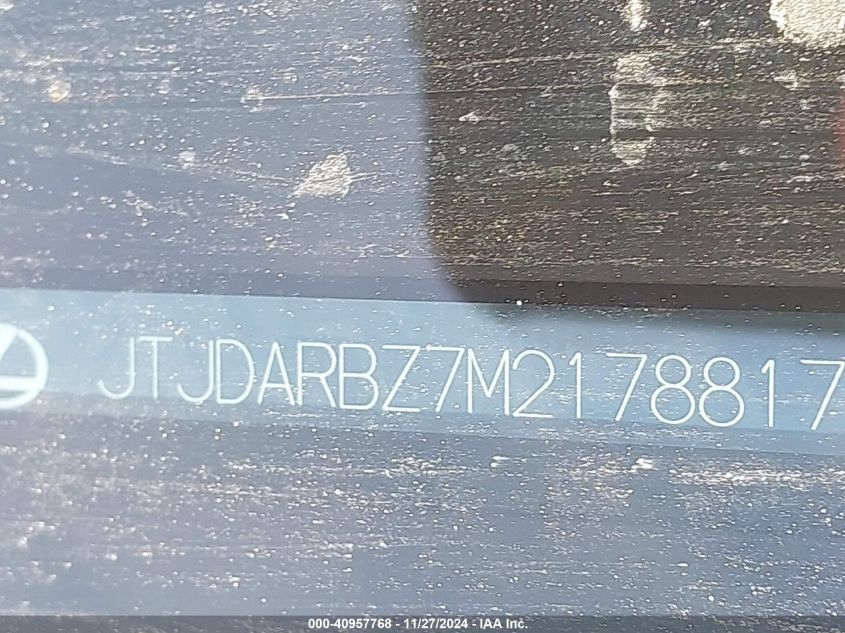 JTJDARBZ7M2178817
000-40957768 - 11/27/2024 - IAA Inc.